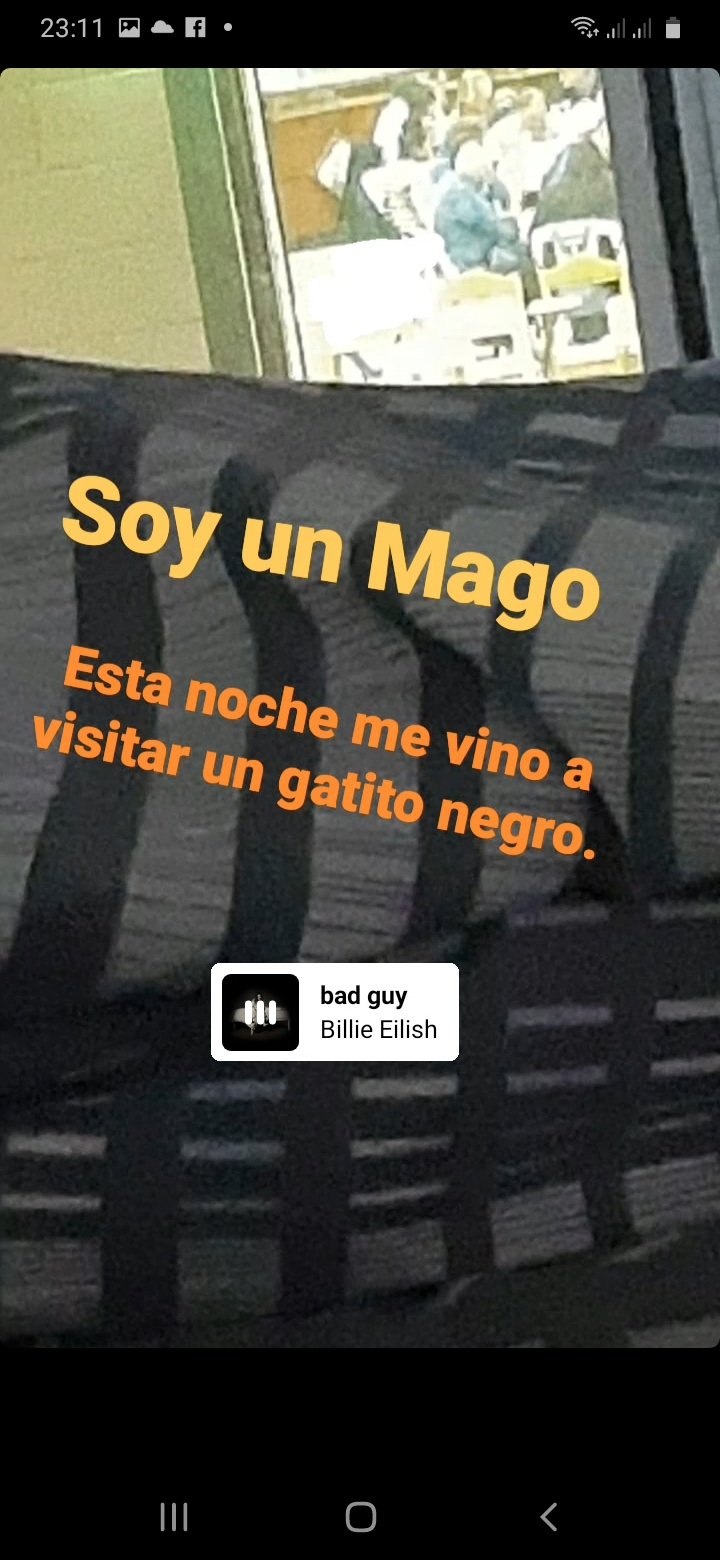 23:11
Soy un Mago
Esta noche me vino a
visitar un gatito negro.
bad guy
Billie Eilish